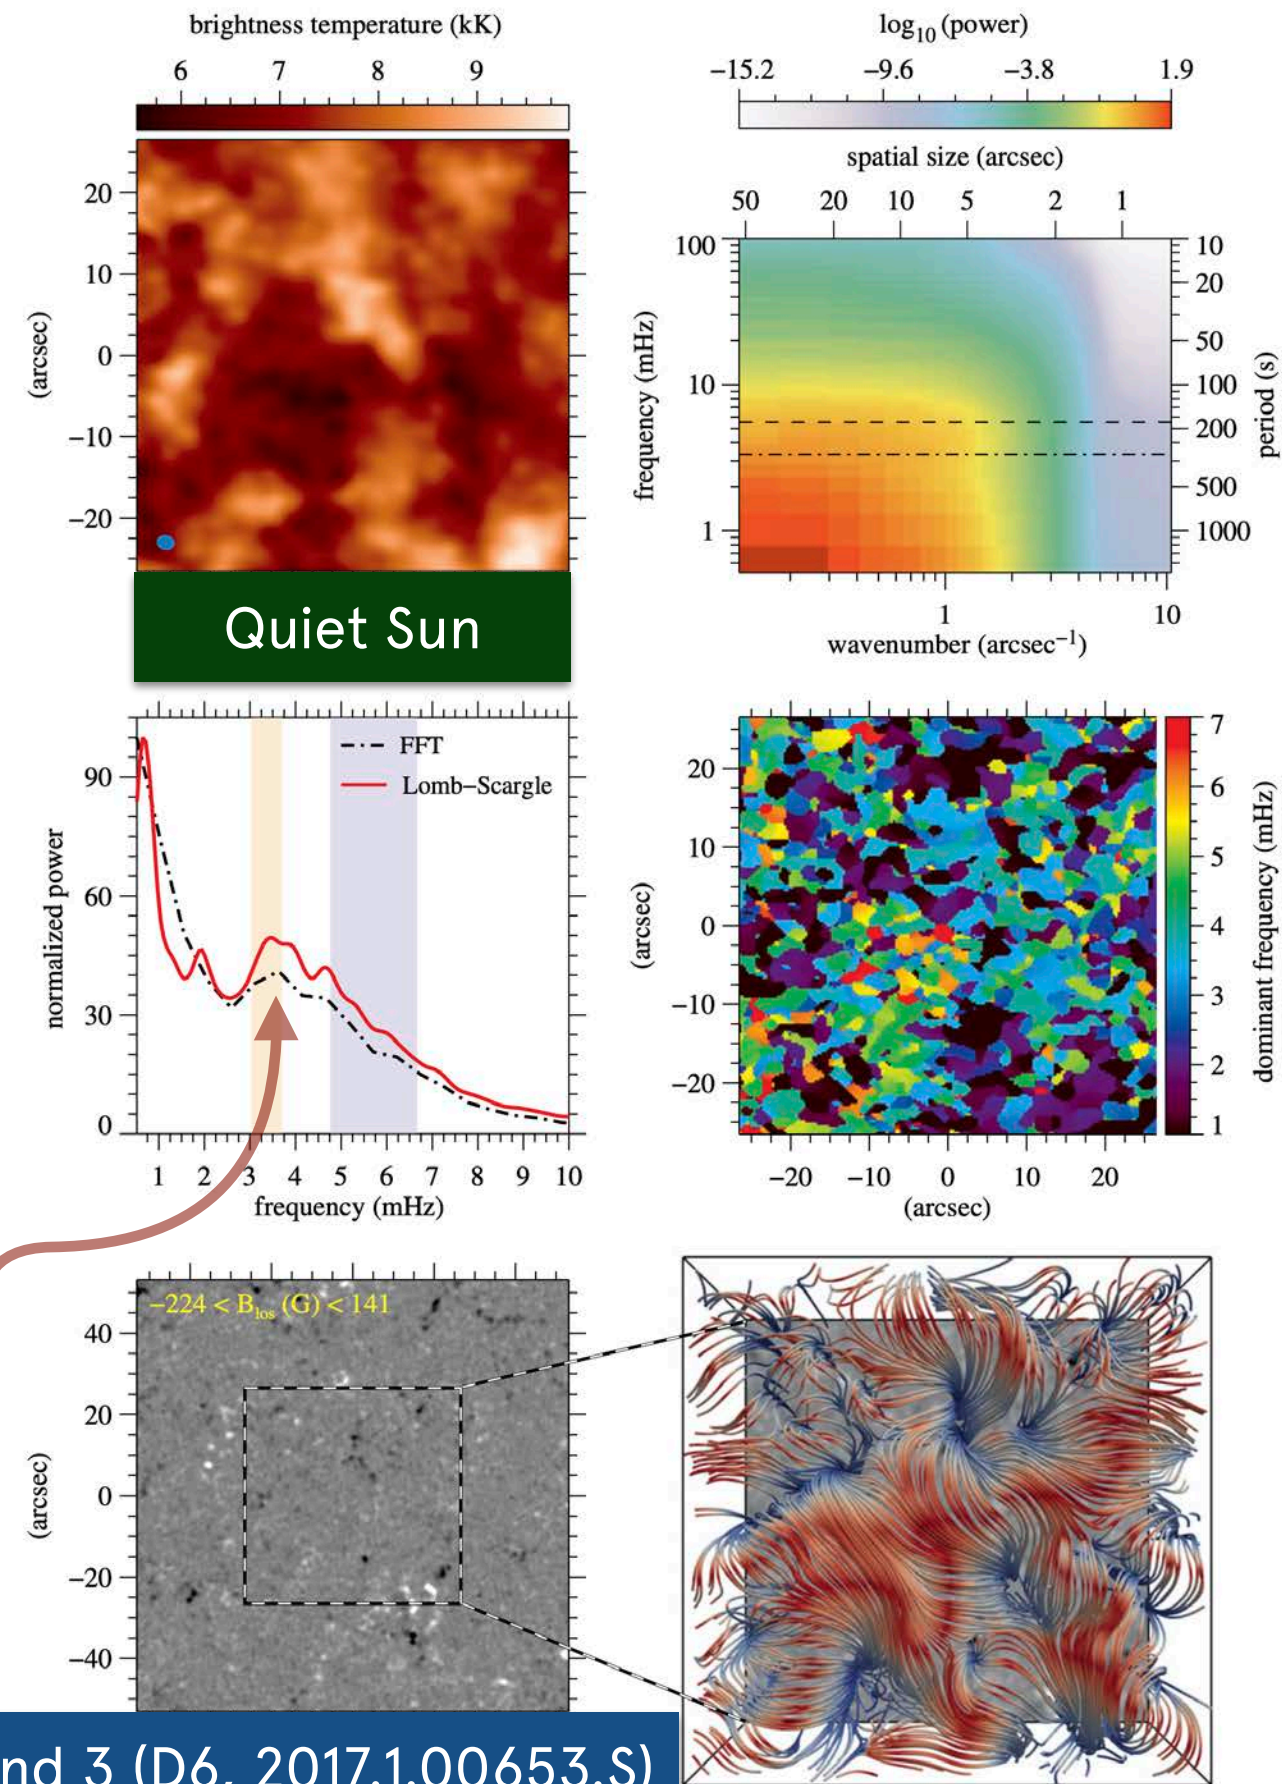 brightness temperature (kK)
6 7 8 9
20
10
0
−10
−20
(arcsec)
Quiet Sun
log10 (power)
−15.2 −9.6 −3.8 1.9
spatial size (arcsec)
50 20 10 5 2 1
100
10
1
frequency (mHz)
10
20
50
100
200
500
1000
period (s)
1 10
wavenumber (arcsec−1)
FFT
Lomb−Scargle
90
60
30
0
normalized power
1 2 3 4 5 6 7 8 9 10
frequency (mHz)
20
10
0
−10
−20
(arcsec)
−20 −10 0 10 20
(arcsec)
7
6
5
4
3
2
1
dominant frequency (mHz)
−224 < Blos (G) < 141
40
20
0
−20
−40
(arcsec)
nd 3 (D6, 2017.1.00653.S)